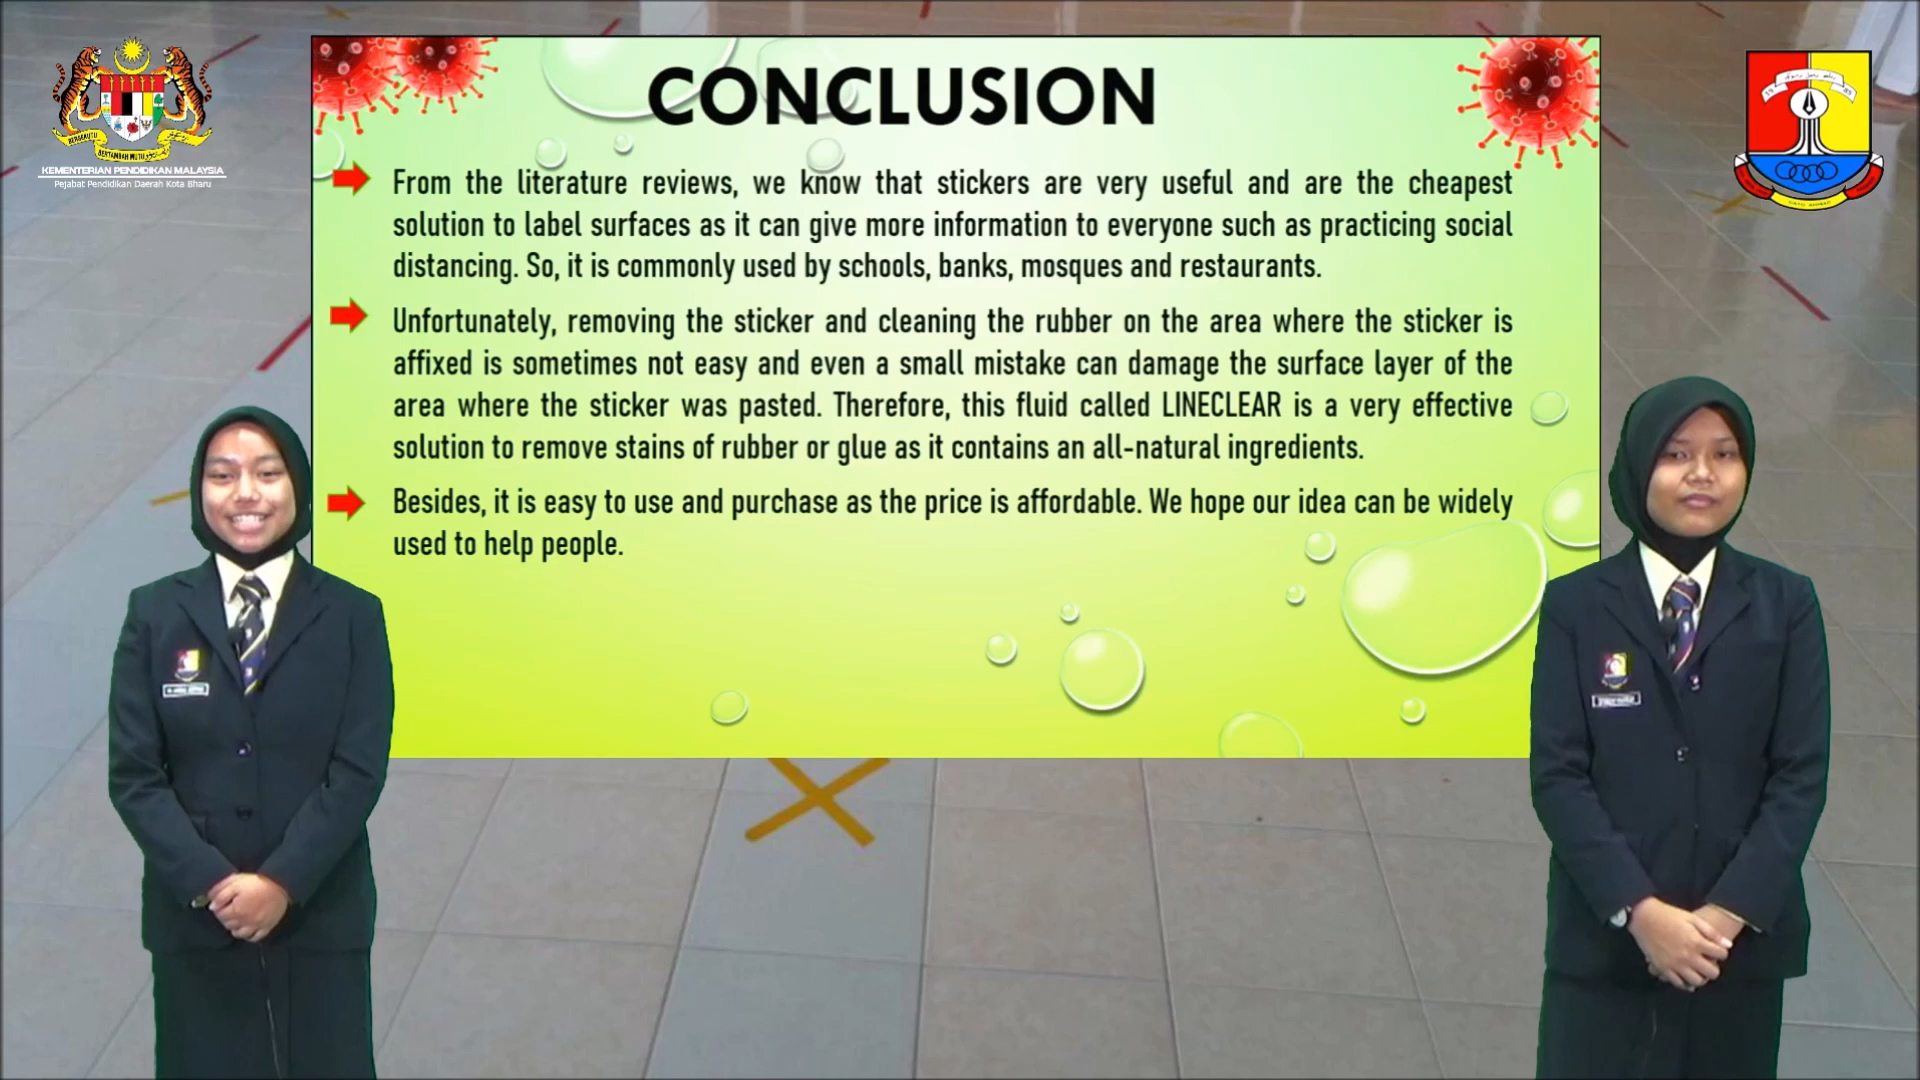 CONCLUSION
From the literature reviews, we know that stickers are very useful and are the cheapest
solution to label surfaces as it can give more information to everyone such as practicing social
distancing. So, it is commonly used by schools, banks, mosques and restaurants.
Unfortunately, removing the sticker and cleaning the rubber on the area where the sticker is
affixed is sometimes not easy and even a small mistake can damage the surface layer of the
area where the sticker was pasted. Therefore, this fluid called LINECLEAR is a very effective
solution to remove stains of rubber or glue as it contains an all-natural ingredients.
Besides, it is easy to use and purchase as the price is affordable. We hope our idea can be widely
used to help people.
BERSEKUTU
BERTAMBAH MUTU
KEMENTERIAN PENDIDIKAN MALAYSIA
Pejabat Pendidikan Daerah Kota Bharu